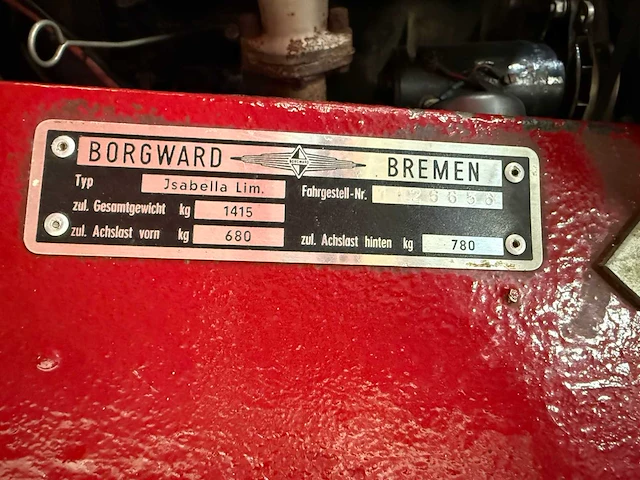 BORGWARD BORGWARD BREMEN
Typ Jsabella Lim. Fahrgestell-Nr.
zul. Gesamtgewicht kg 1415
zul. Achslast vorn kg 680 zul. Achslast hinten kg 780